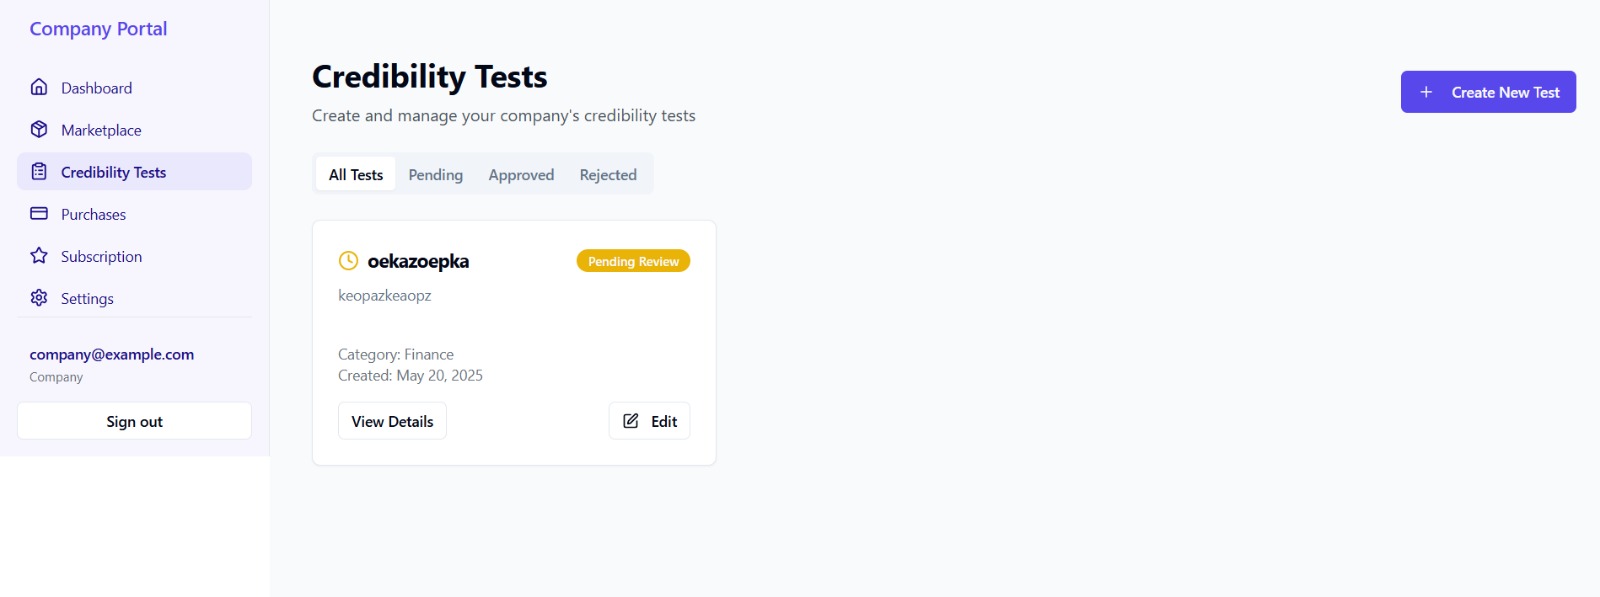 Company Portal
Dashboard
Marketplace
Credibility Tests
Purchases
Subscription
Settings
company@example.com
Company
Sign out
Credibility Tests
Create and manage your company's credibility tests
Create New Test
All Tests Pending Approved Rejected
oekazoepka Pending Review
keopazkeaopz
Category: Finance
Created: May 20, 2025
View Details Edit